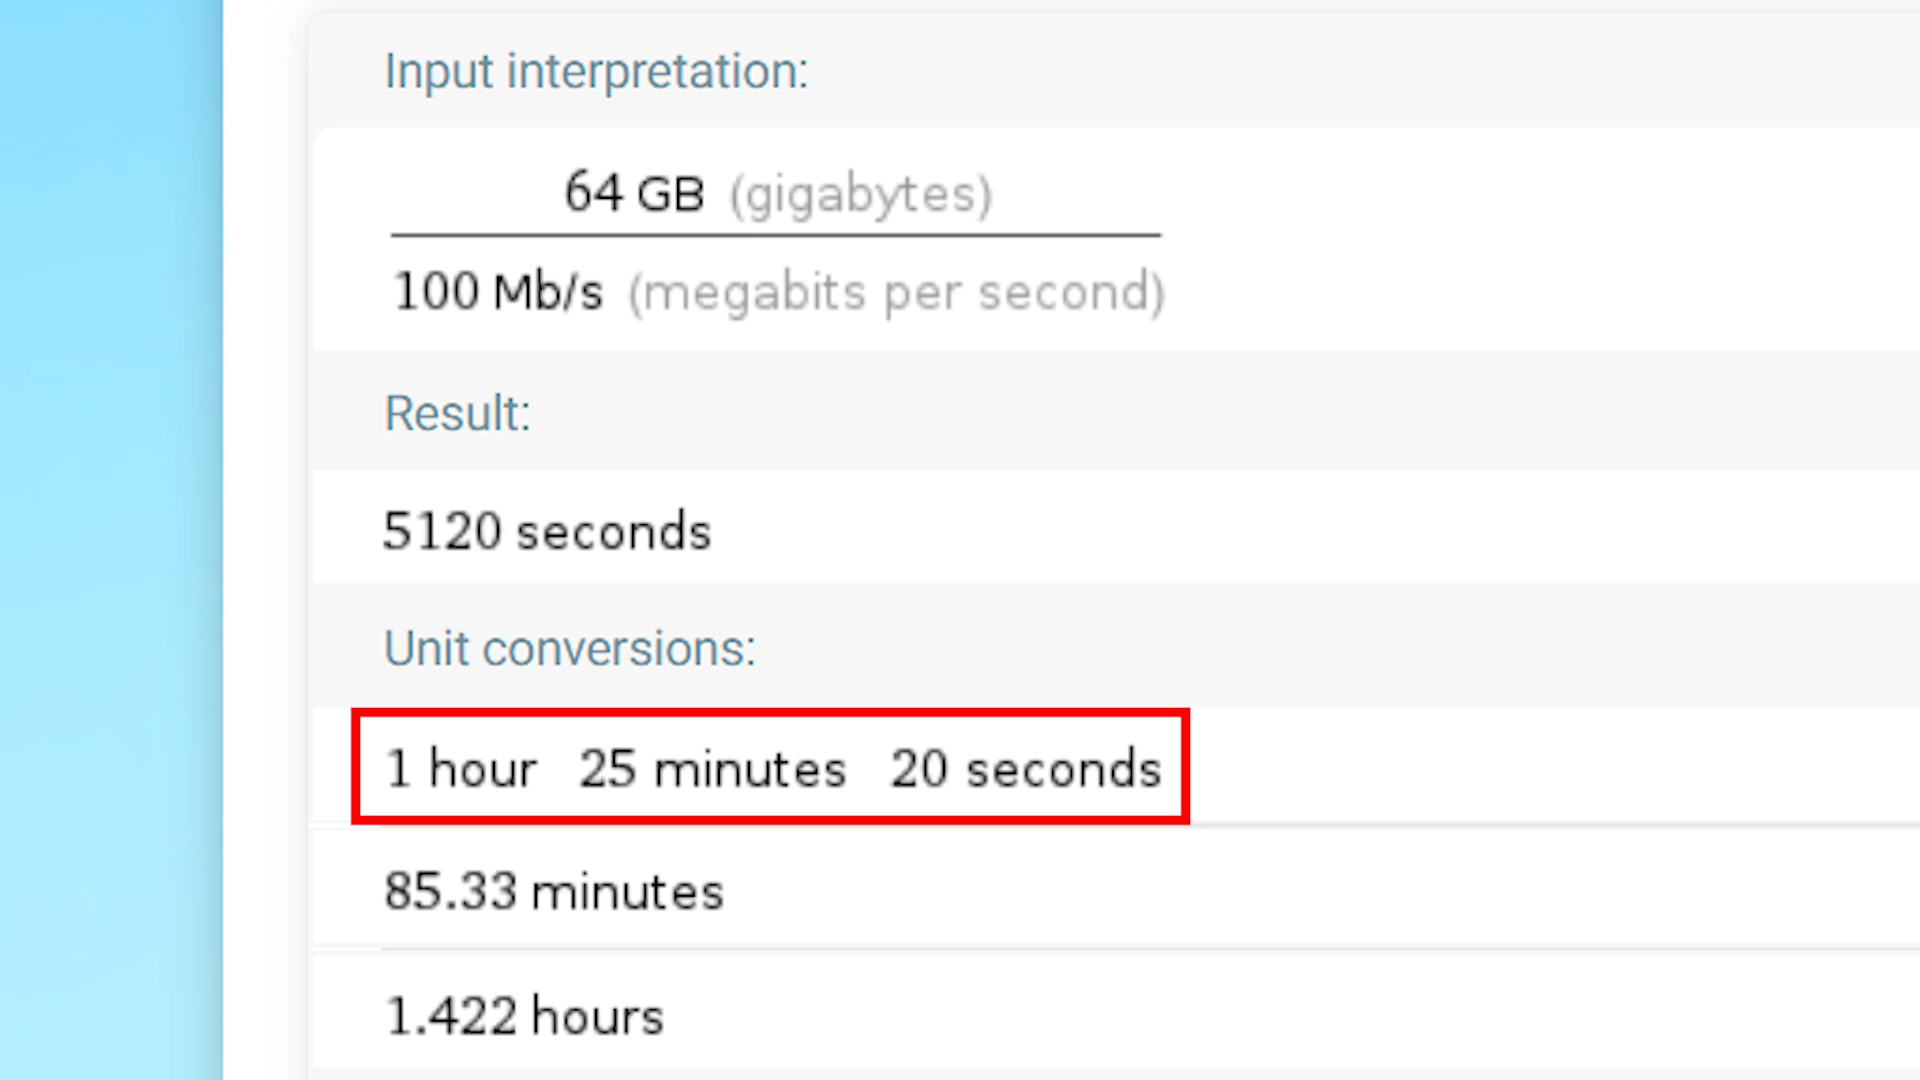 Input interpretation:
64 GB (gigabytes)
100 Mb/s (megabits per second)
Result:
5120 seconds
Unit conversions:
1 hour 25 minutes 20 seconds
85.33 minutes
1.422 hours